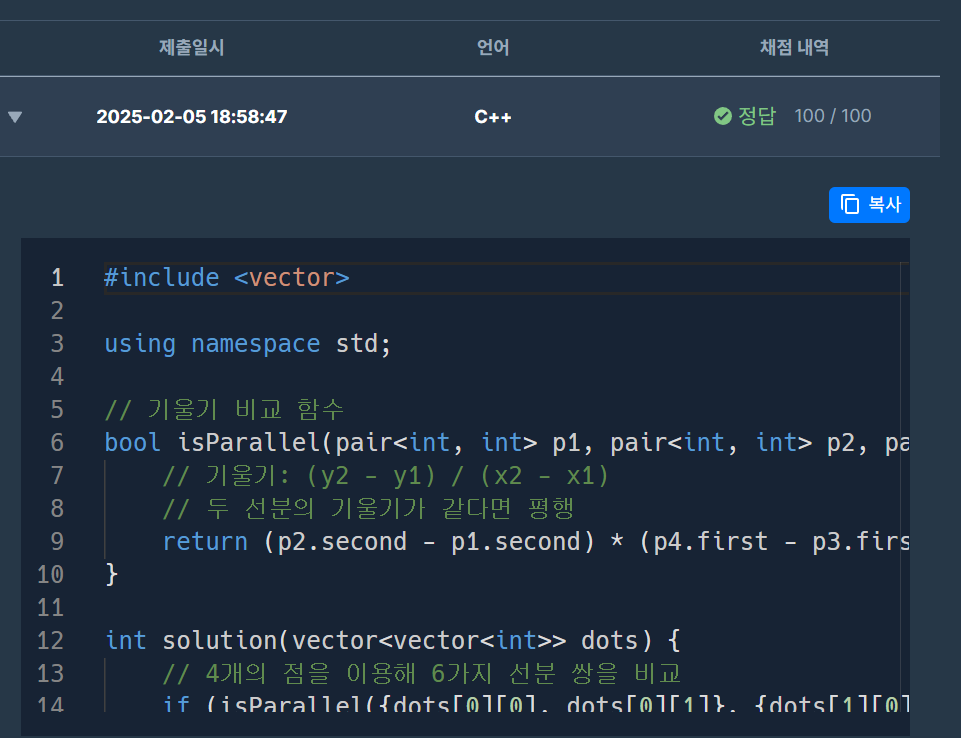 제출일시 언어 채점 내역
2025-02-05 18:58:47 C++ 정답 100 / 100
복사
1 #include <vector>
2
3 using namespace std;
4
5 // 기울기 비교 함수
6 bool isParallel(pair<int, int> p1, pair<int, int> p2, pa
7 // 기울기: (y2 - y1) / (x2 - x1)
8 // 두 선분의 기울기가 같다면 평행
9 return (p2.second - p1.second) * (p4.first - p3.firs
10 }
11
12 int solution(vector<vector<int>> dots) {
13 // 4개의 점을 이용해 6가지 선분 쌍을 비교
14 if (isParallel({dots[0][0], dots[0][1]}, {dots[1][0]